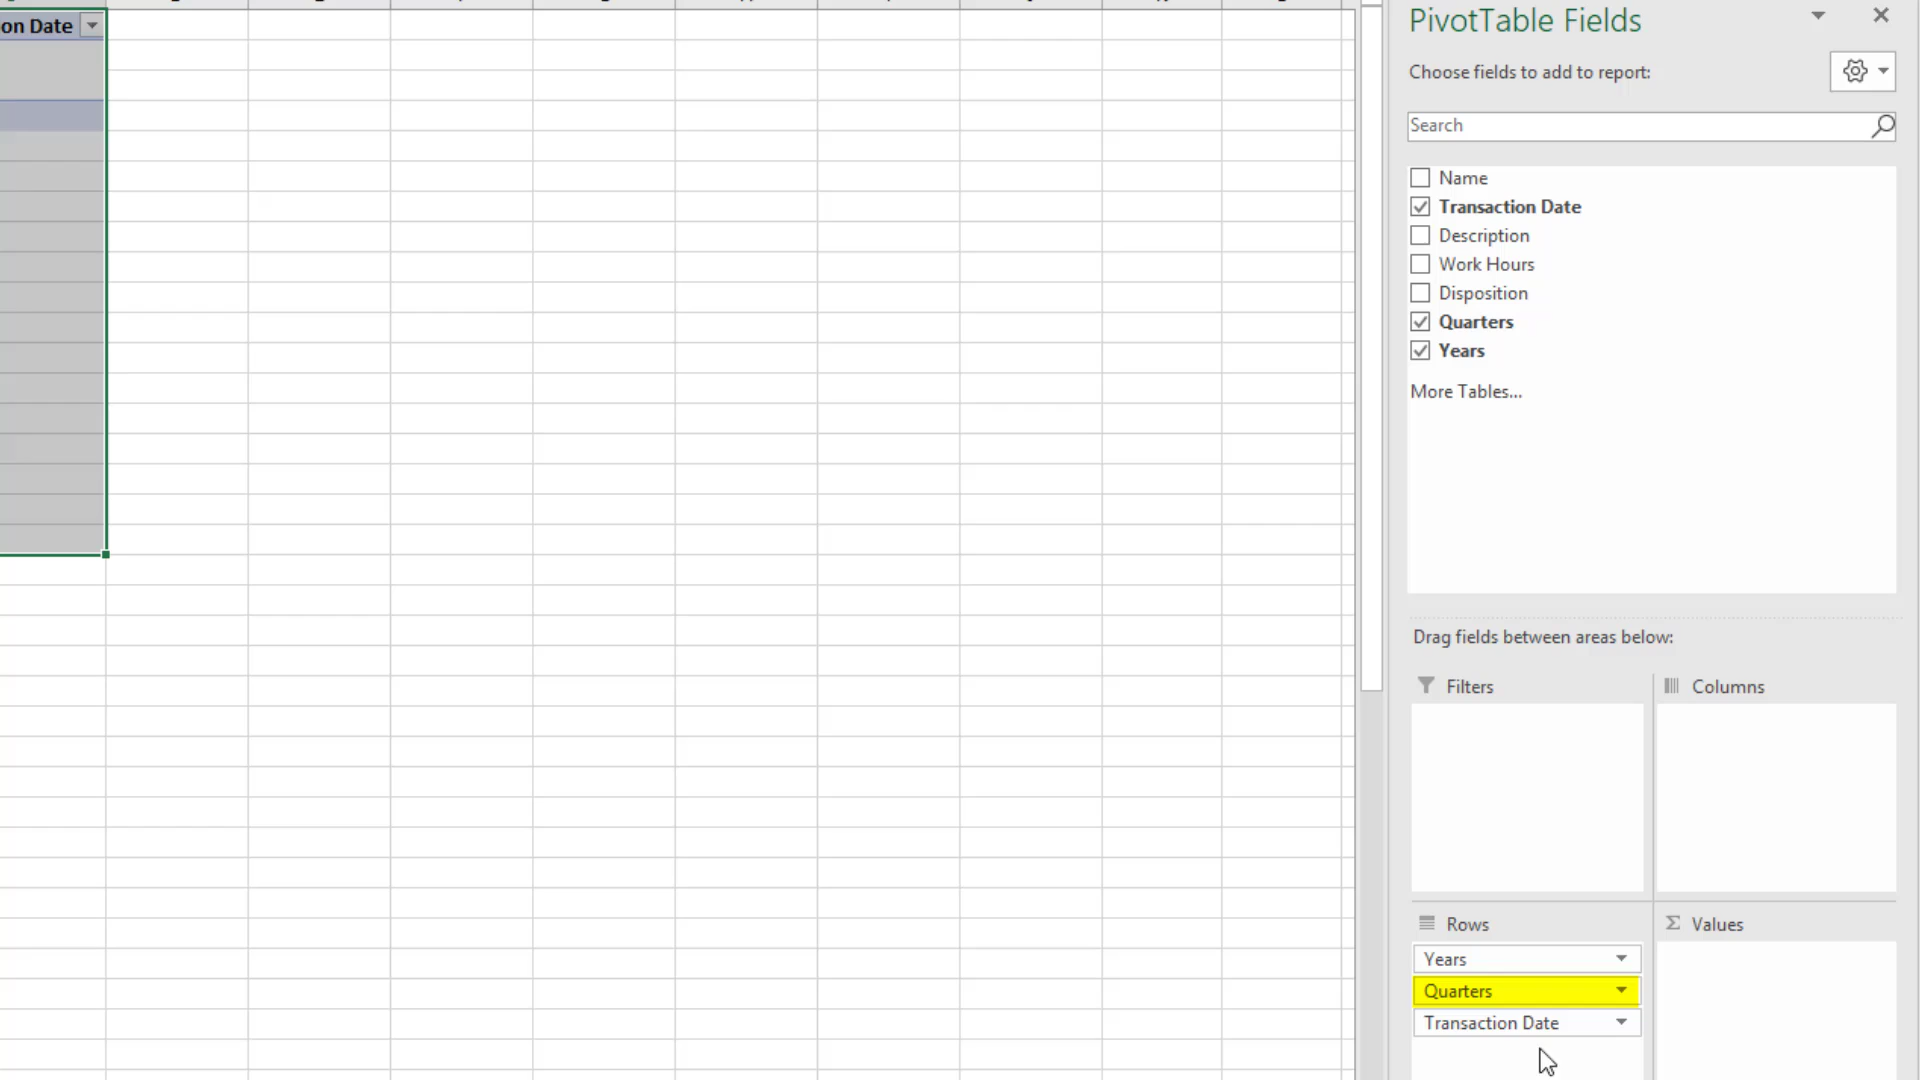 on Date
PivotTable Fields
Choose fields to add to report:
Search
Name
Transaction Date
Description
Work Hours
Disposition
Quarters
Years
More Tables...
Drag fields between areas below:
Filters
Columns
Rows
Σ Values
Years
Quarters
Transaction Date